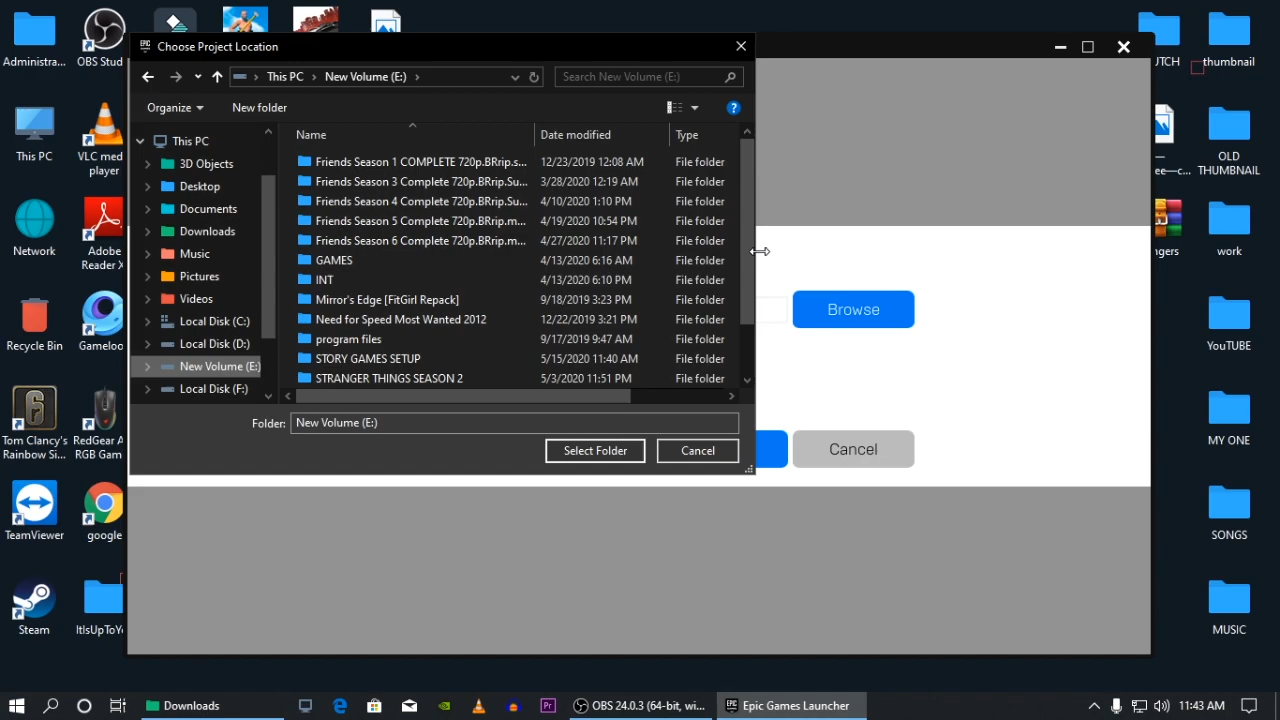 Choose Project Location
This PC
New Volume (E:)
Search New Volume (E:)
Organize
New folder
This PC
3D Objects
Desktop
Documents
Downloads
Music
Pictures
Videos
Local Disk (C:)
Local Disk (D:)
New Volume (E:)
Local Disk (F:)
Name Date modified Type
Friends Season 1 COMPLETE 720p.BRrip.s... 12/23/2019 12:08 AM File folder
Friends Season 3 Complete 720p.BRrip.Su... 3/28/2020 12:19 AM File folder
Friends Season 4 Complete 720p.BRrip.Su... 4/10/2020 1:10 PM File folder
Friends Season 5 Complete 720p.BRrip.m... 4/19/2020 10:54 PM File folder
Friends Season 6 Complete 720p.BRrip.m... 4/27/2020 11:17 PM File folder
GAMES 4/13/2020 6:16 AM File folder
INT 4/13/2020 6:10 PM File folder
Mirror's Edge [FitGirl Repack] 9/18/2019 3:23 PM File folder
Need for Speed Most Wanted 2012 12/22/2019 3:21 PM File folder
program files 9/17/2019 9:47 AM File folder
STORY GAMES SETUP 5/15/2020 11:40 AM File folder
STRANGER THINGS SEASON 2 5/3/2020 11:51 PM File folder
Folder: New Volume (E:)
Select Folder
Cancel
Browse
Cancel
Administra...
OBS Studi
This PC
VLC med
player
Network
Adobe
Reader X
Recycle Bin
Gameloo
Tom Clancy's
Rainbow Si...
RedGear A
RGB Gam
TeamViewer
google
Steam
ItIsUpToYo
UTCH
thumbnail
—
ee—c...
OLD
THUMBNAIL
ngers
work
YouTUBE
MY ONE
SONGS
MUSIC
Downloads
Pr
OBS 24.0.3 (64-bit, wi...
EPIC
Epic Games Launcher
11:43 AM